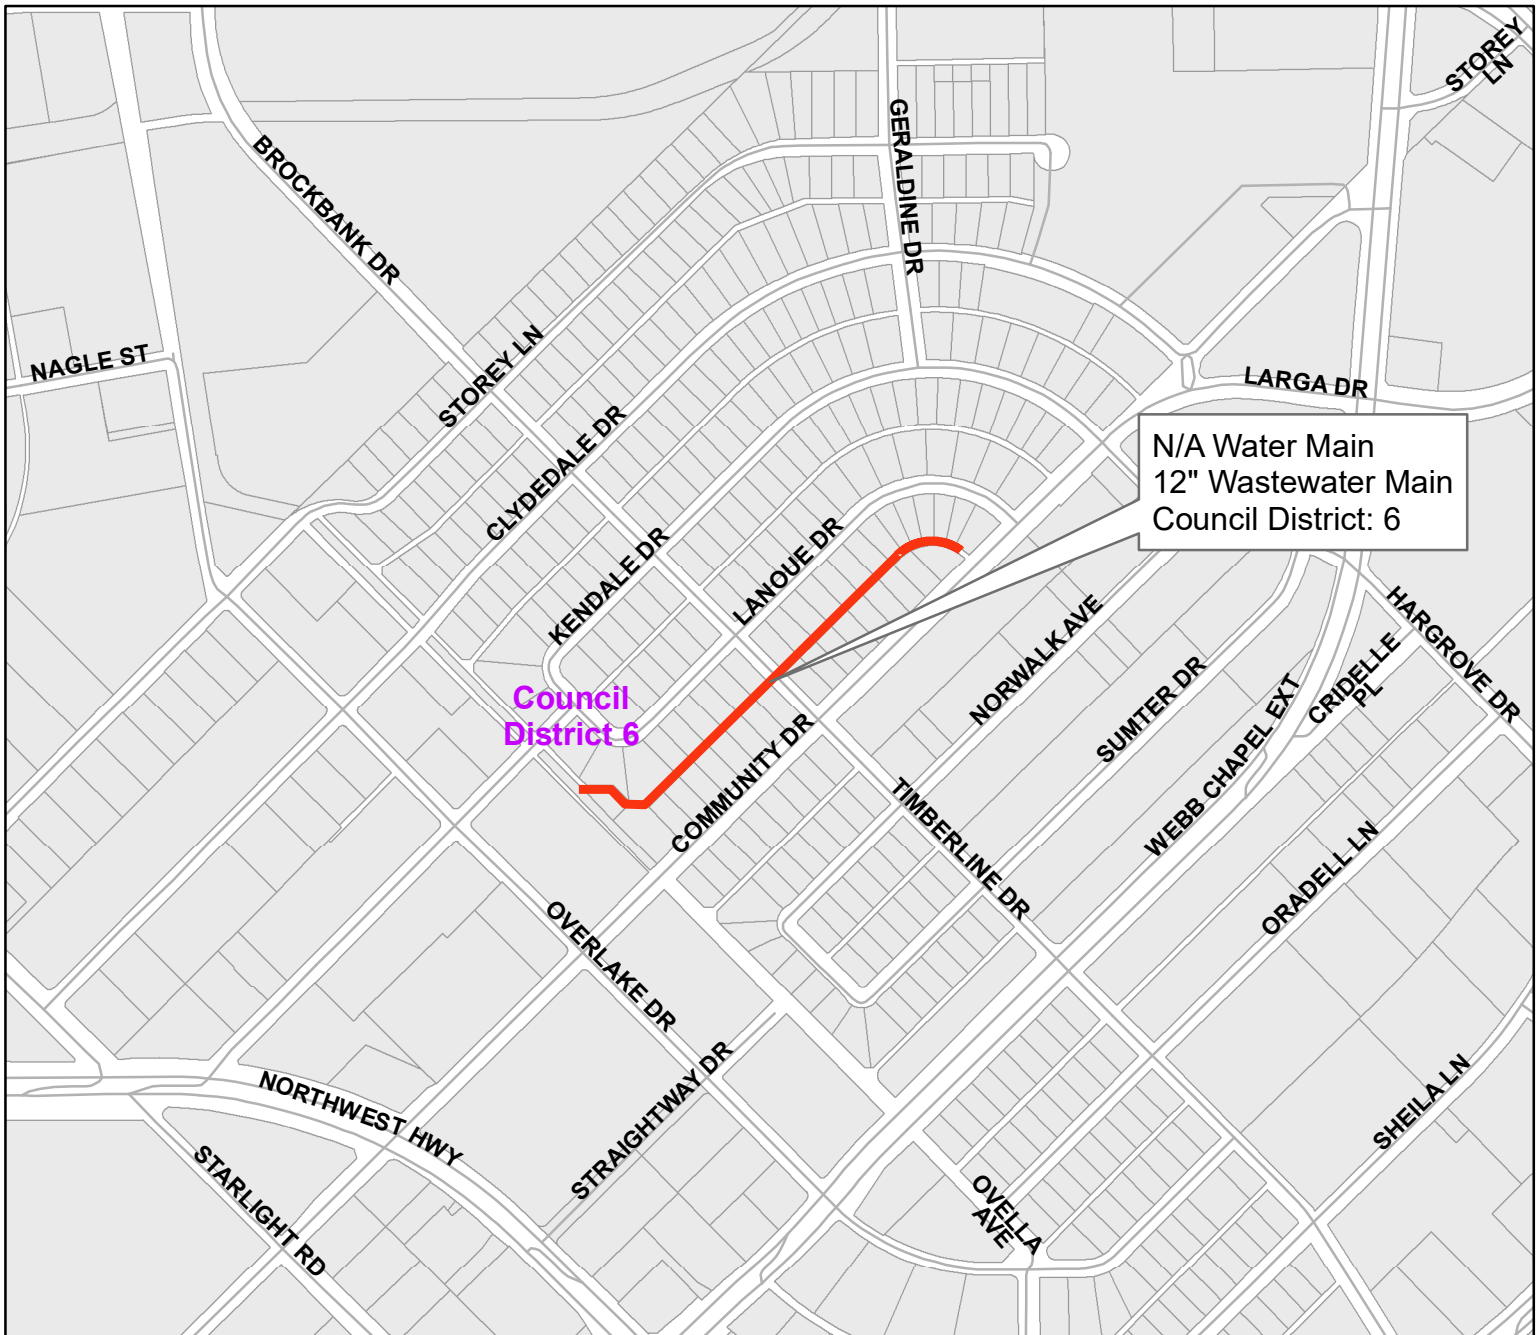 STOREY
LN
GERALDINE DR
BROCKBANK DR
NAGLE ST
STOREY LN
LARGA DR
CLYDEDALE DR
N/A Water Main
12" Wastewater Main
Council District: 6
KENDALE DR
LANOUE DR
NORWALK AVE
HARGROVE DR
CRIDELLE
PL
SUMTER DR
WEBB CHAPEL EXT
Council
District 6
COMMUNITY DR
TIMBERLINE DR
ORADELL LN
OVERLAKE DR
STRAIGHTWAY DR
NORTHWEST HWY
SHEILA LN
STARLIGHT RD
OVELLA
AVE